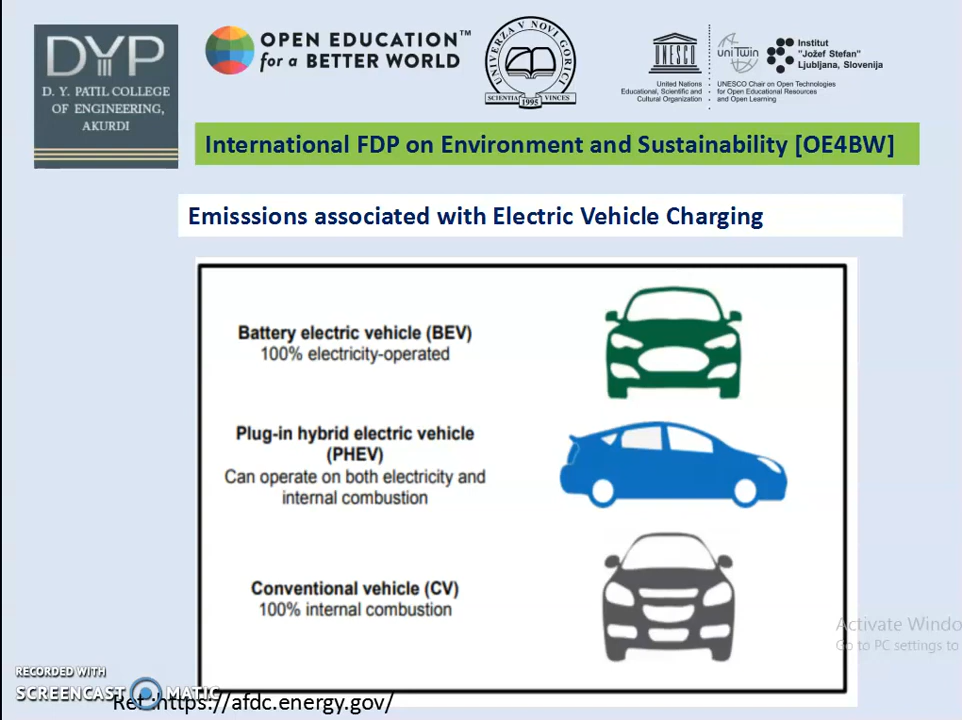 DYP
D. Y. PATIL COLLEGE
OF ENGINEERING,
AKURDI
OPEN EDUCATION™
for a BETTER WORLD
UNIVERZA V NOVI GORICI
SCIENTIA VINCES
1995
UNESCO
United Nations
Educational, Scientific and
Cultural Organization
uniTwin
Institut
"Jožef Stefan"
Ljubljana, Slovenija
UNESCO Chair on Open Technologies
for Open Educational Resources
and Open Learning
International FDP on Environment and Sustainability [OE4BW]
Emisssions associated with Electric Vehicle Charging
Battery electric vehicle (BEV)
100% electricity-operated
Plug-in hybrid electric vehicle
(PHEV)
Can operate on both electricity and
internal combustion
Conventional vehicle (CV)
100% internal combustion
Activate Windo
Go to PC settings to
RECORDED WITH
SCREENCAST MATIC
Ref :https://afdc.energy.gov/